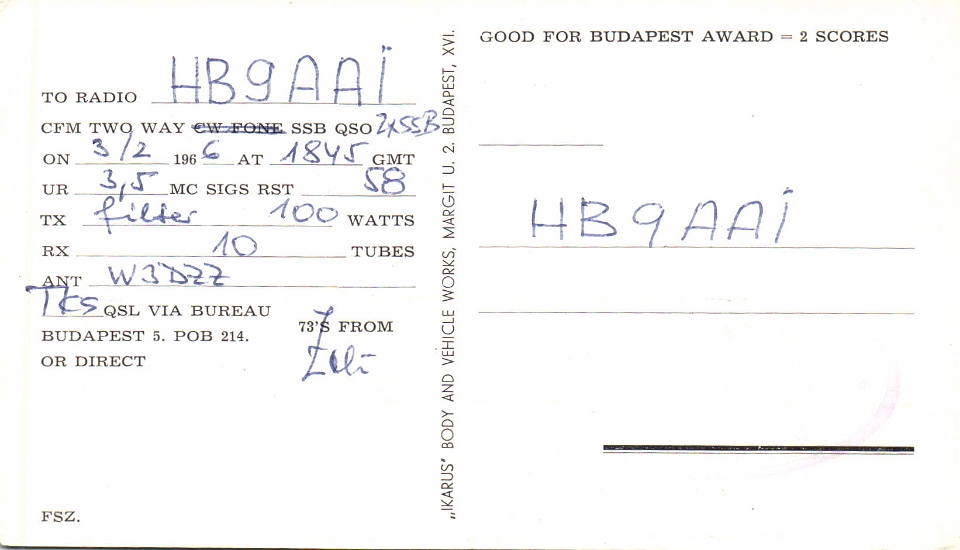 TO RADIO HB9AAI
CFM TWO WAY CW FONE SSB QSO 2xSSB
ON 3/2 1966 AT 1845 GMT
UR 3,5 MC SIGS RST 58
TX filter 100 WATTS
RX 10 TUBES
ANT W3DZZ
Tks QSL VIA BUREAU
BUDAPEST 5. POB 214.
OR DIRECT
73'S FROM
FSZ.
„IKARUS” BODY AND VEHICLE WORKS, MARGIT U. 2. BUDAPEST, XVI.
GOOD FOR BUDAPEST AWARD = 2 SCORES
HB9AAI